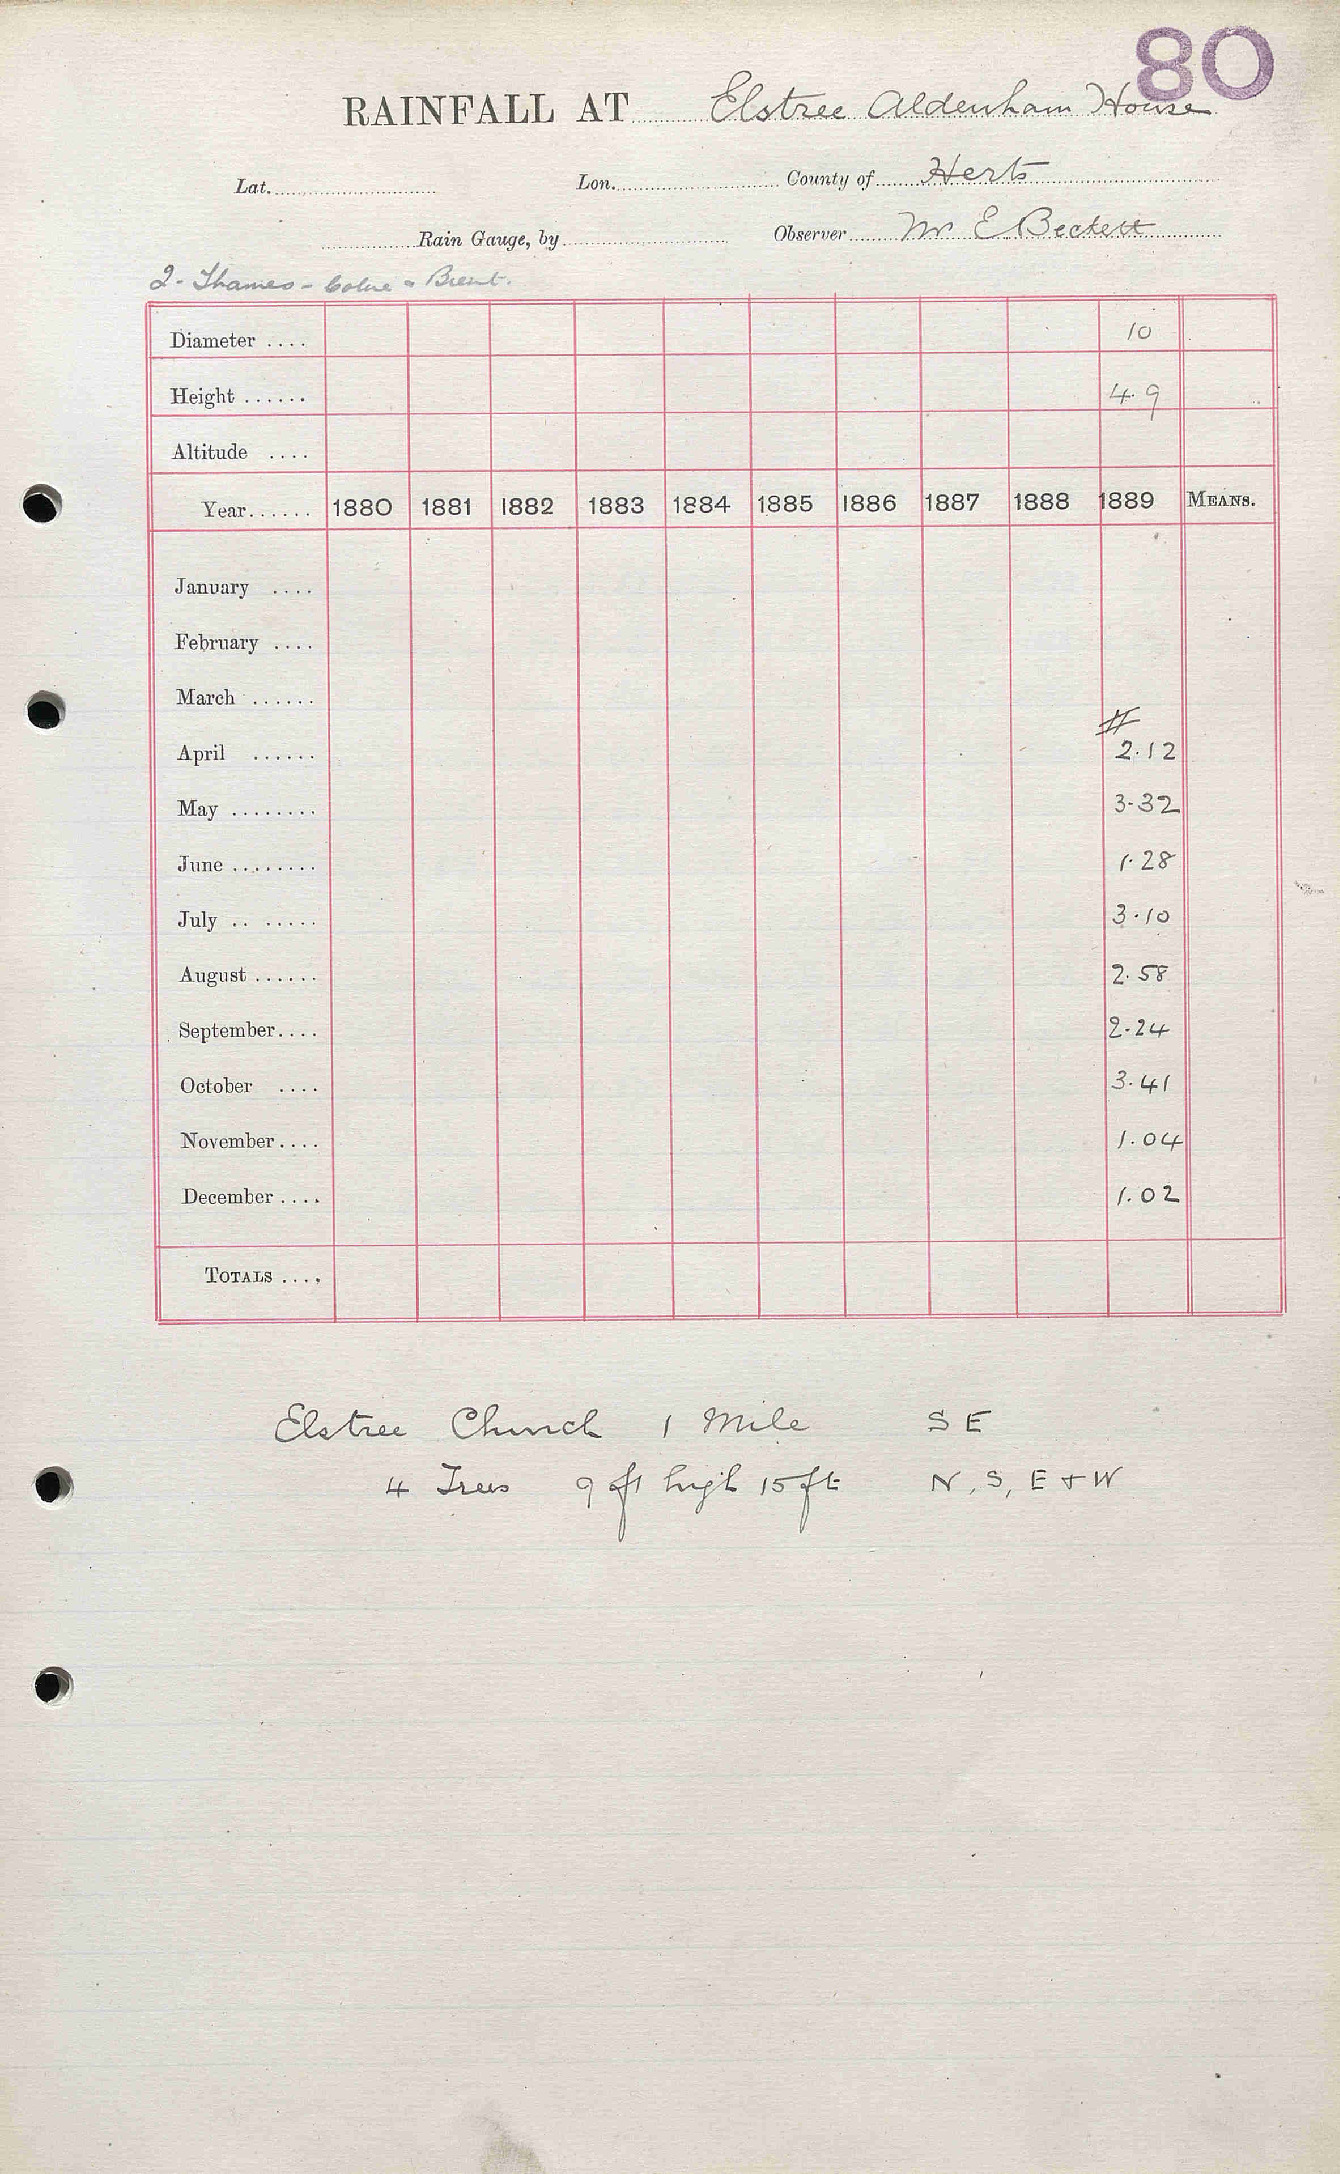 80
RAINFALL AT Elstree Aldenham House
Lat. Lon. County of Herts
Rain Gauge, by Observer Mr E Beckett
2 - Thames - Colne & Brent.
Diameter .... 10
Height ...... 4.9
Altitude ....
Year...... 1880 1881 1882 1883 1884 1885 1886 1887 1888 1889 MEANS.
January ....
February ....
March ......
#
April ...... 2.12
May ........ 3.32
June ........ 1.28
July .. ..... 3.10
August ...... 2.58
September.... 2.24
October .... 3.41
November.... 1.04
December .... 1.02
TOTALS ....
Elstree Church 1 Mile S E
4 Trees 9 ft high 15 ft N, S, E + W